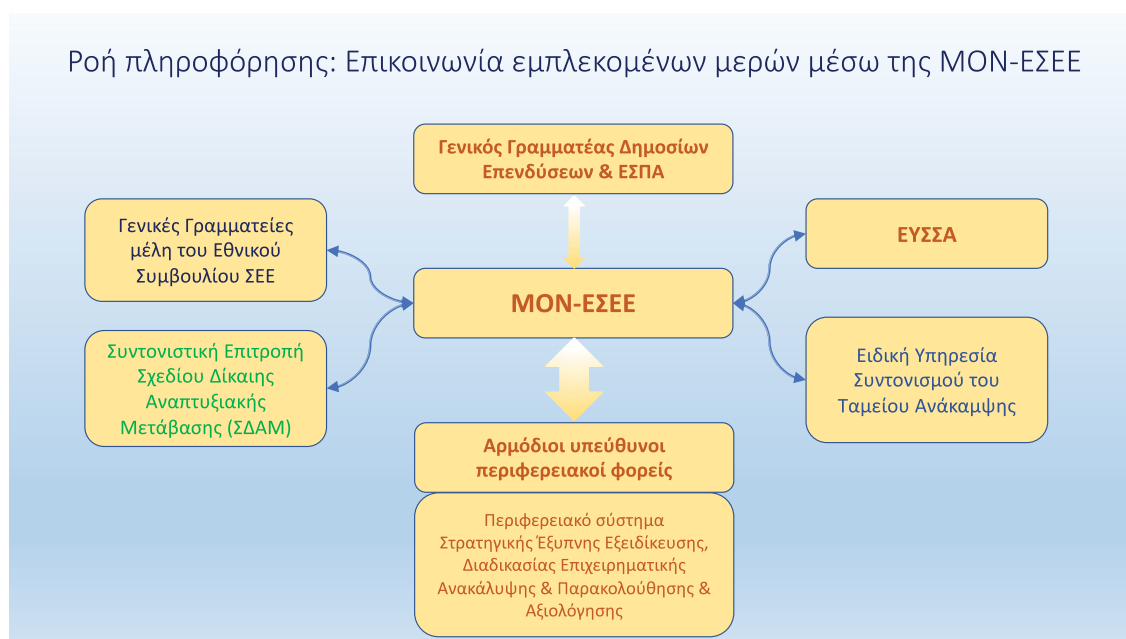 Ροή πληροφόρησης: Επικοινωνία εμπλεκομένων μερών μέσω της ΜΟΝ-ΕΣΕΕ
Γενικός Γραμματέας Δημοσίων
Επενδύσεων & ΕΣΠΑ
Γενικές Γραμματείες
μέλη του Εθνικού
Συμβουλίου ΣΕΕ
ΕΥΣΣΑ
ΜΟΝ-ΕΣΕΕ
Συντονιστική Επιτροπή
Σχεδίου Δίκαιης
Αναπτυξιακής
Μετάβασης (ΣΔΑΜ)
Ειδική Υπηρεσία
Συντονισμού του
Ταμείου Ανάκαμψης
Αρμόδιοι υπεύθυνοι
περιφερειακοί φορείς
Περιφερειακό σύστημα
Στρατηγικής Έξυπνης Εξειδίκευσης,
Διαδικασίας Επιχειρηματικής
Ανακάλυψης & Παρακολούθησης &
Αξιολόγησης